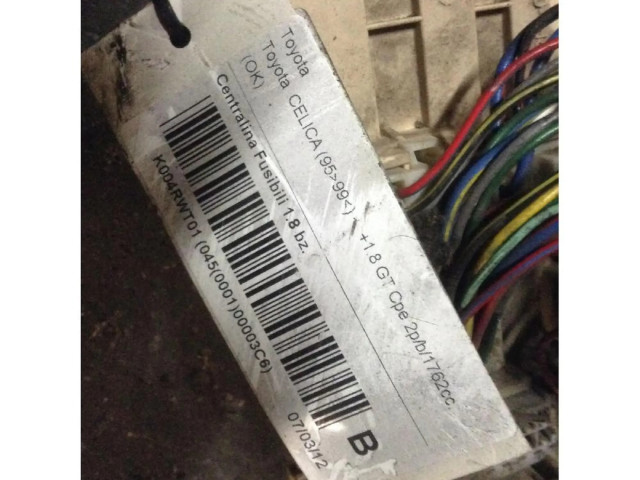 Toyota
Toyota CELICA (95>99<) +1.8 GT Cpe 2p/b/1762cc.
(OK)
Centralina Fusibili 1.8 bz.
K004RWT01 (045(0001)00003C6)
07/03/12
B